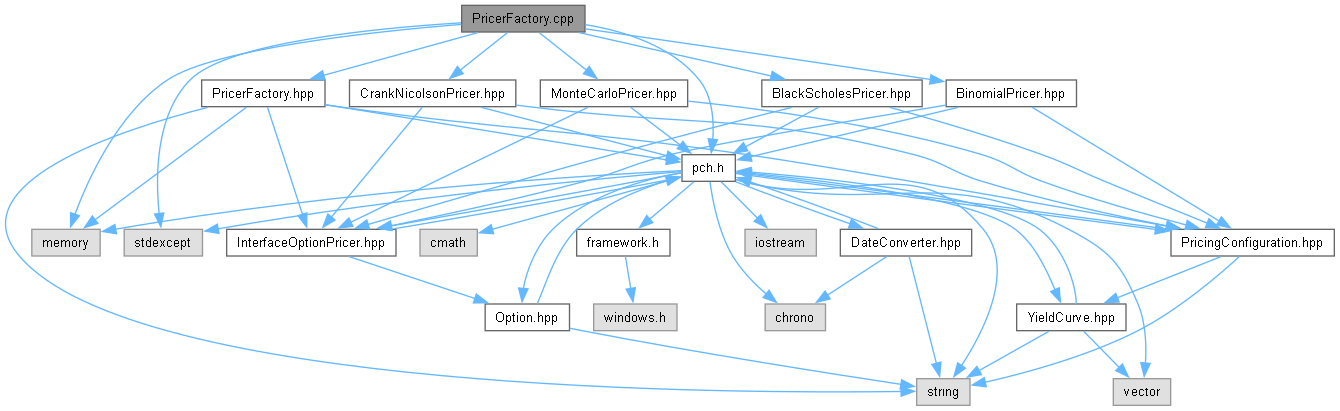 PricerFactory.cpp
PricerFactory.hpp
CrankNicolsonPricer.hpp
MonteCarloPricer.hpp
BlackScholesPricer.hpp
BinomialPricer.hpp
pch.h
memory
stdexcept
InterfaceOptionPricer.hpp
cmath
framework.h
iostream
DateConverter.hpp
PricingConfiguration.hpp
Option.hpp
windows.h
chrono
YieldCurve.hpp
string
vector